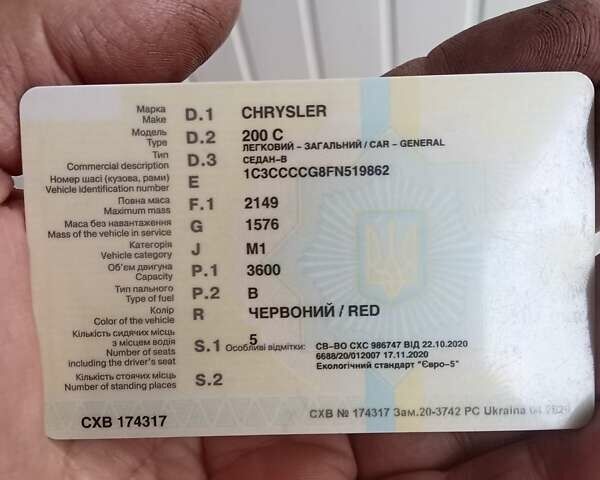 Марка
Make D.1 CHRYSLER
Модель
Type D.2 200 C
ЛЕГКОВИЙ - ЗАГАЛЬНИЙ / CAR - GENERAL
Тип
Commercial description D.3 СЕДАН-В
Номер шасі (кузова, рами)
Vehicle identification number E 1C3CCCCG8FN519862
Повна маса
Maximum mass F.1 2149
Маса без навантаження
Mass of the vehicle in service G 1576
Категорія
Vehicle category J M1
Об'єм двигуна
Capacity P.1 3600
Тип пального
Type of fuel P.2 B
Колір
Color of the vehicle R ЧЕРВОНИЙ / RED
Кількість сидячих місць
з місцем водія
Number of seats
including the driver's seat S.1 5
Особливі відмітки: СВ-ВО СХС 986747 ВІД 22.10.2020
6688/20/012007 17.11.2020
Екологічний стандарт "Євро-5"
Кількість стоячих місць
Number of standing places S.2
СХВ 174317
СХВ № 174317 Зам.20-3742 PC Ukraina 04.2020